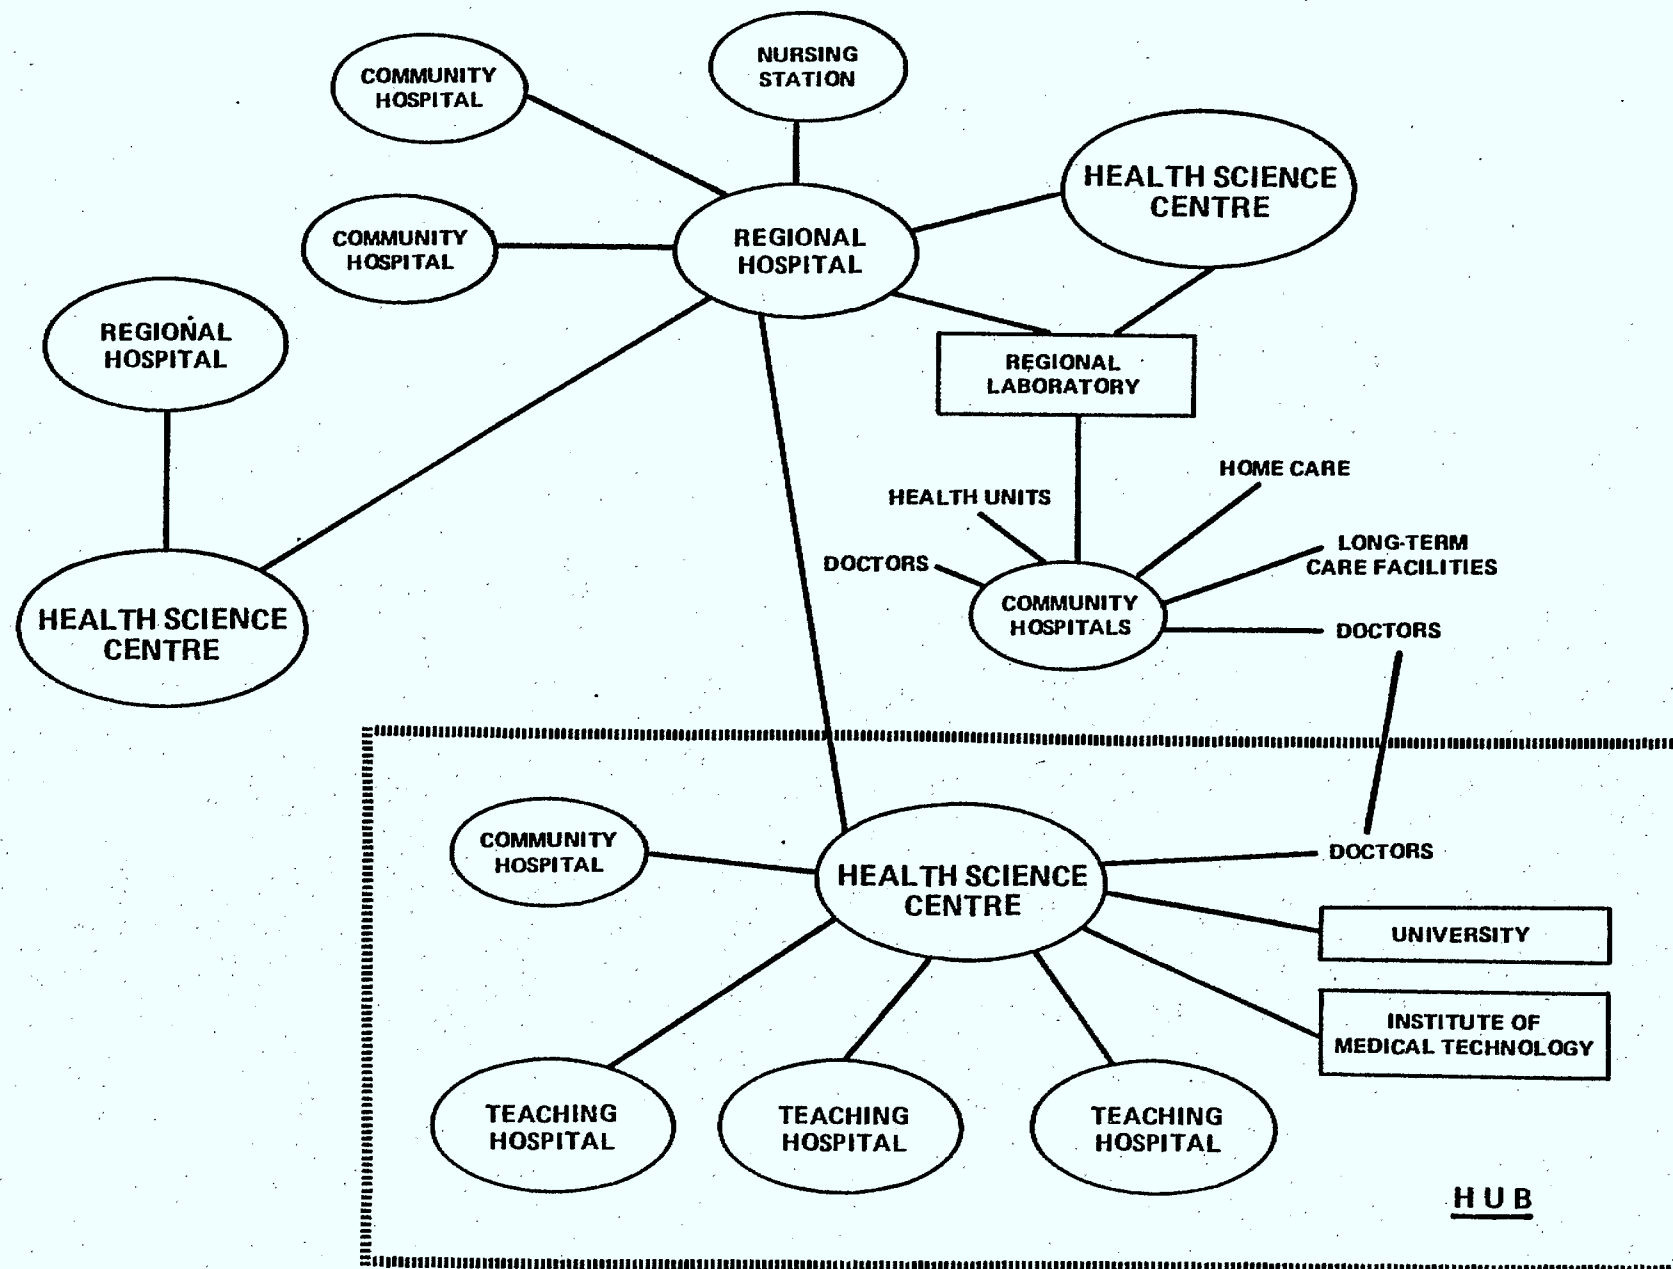 NURSING
STATION
COMMUNITY
HOSPITAL
HEALTH SCIENCE
CENTRE
COMMUNITY
HOSPITAL
REGIONAL
HOSPITAL
REGIONAL
HOSPITAL
REGIONAL
LABORATORY
HOME CARE
HEALTH UNITS
LONG-TERM
CARE FACILITIES
DOCTORS
COMMUNITY
HOSPITALS
DOCTORS
HEALTH SCIENCE
CENTRE
COMMUNITY
HOSPITAL
HEALTH SCIENCE
CENTRE
DOCTORS
UNIVERSITY
INSTITUTE OF
MEDICAL TECHNOLOGY
TEACHING
HOSPITAL
TEACHING
HOSPITAL
TEACHING
HOSPITAL
HUB